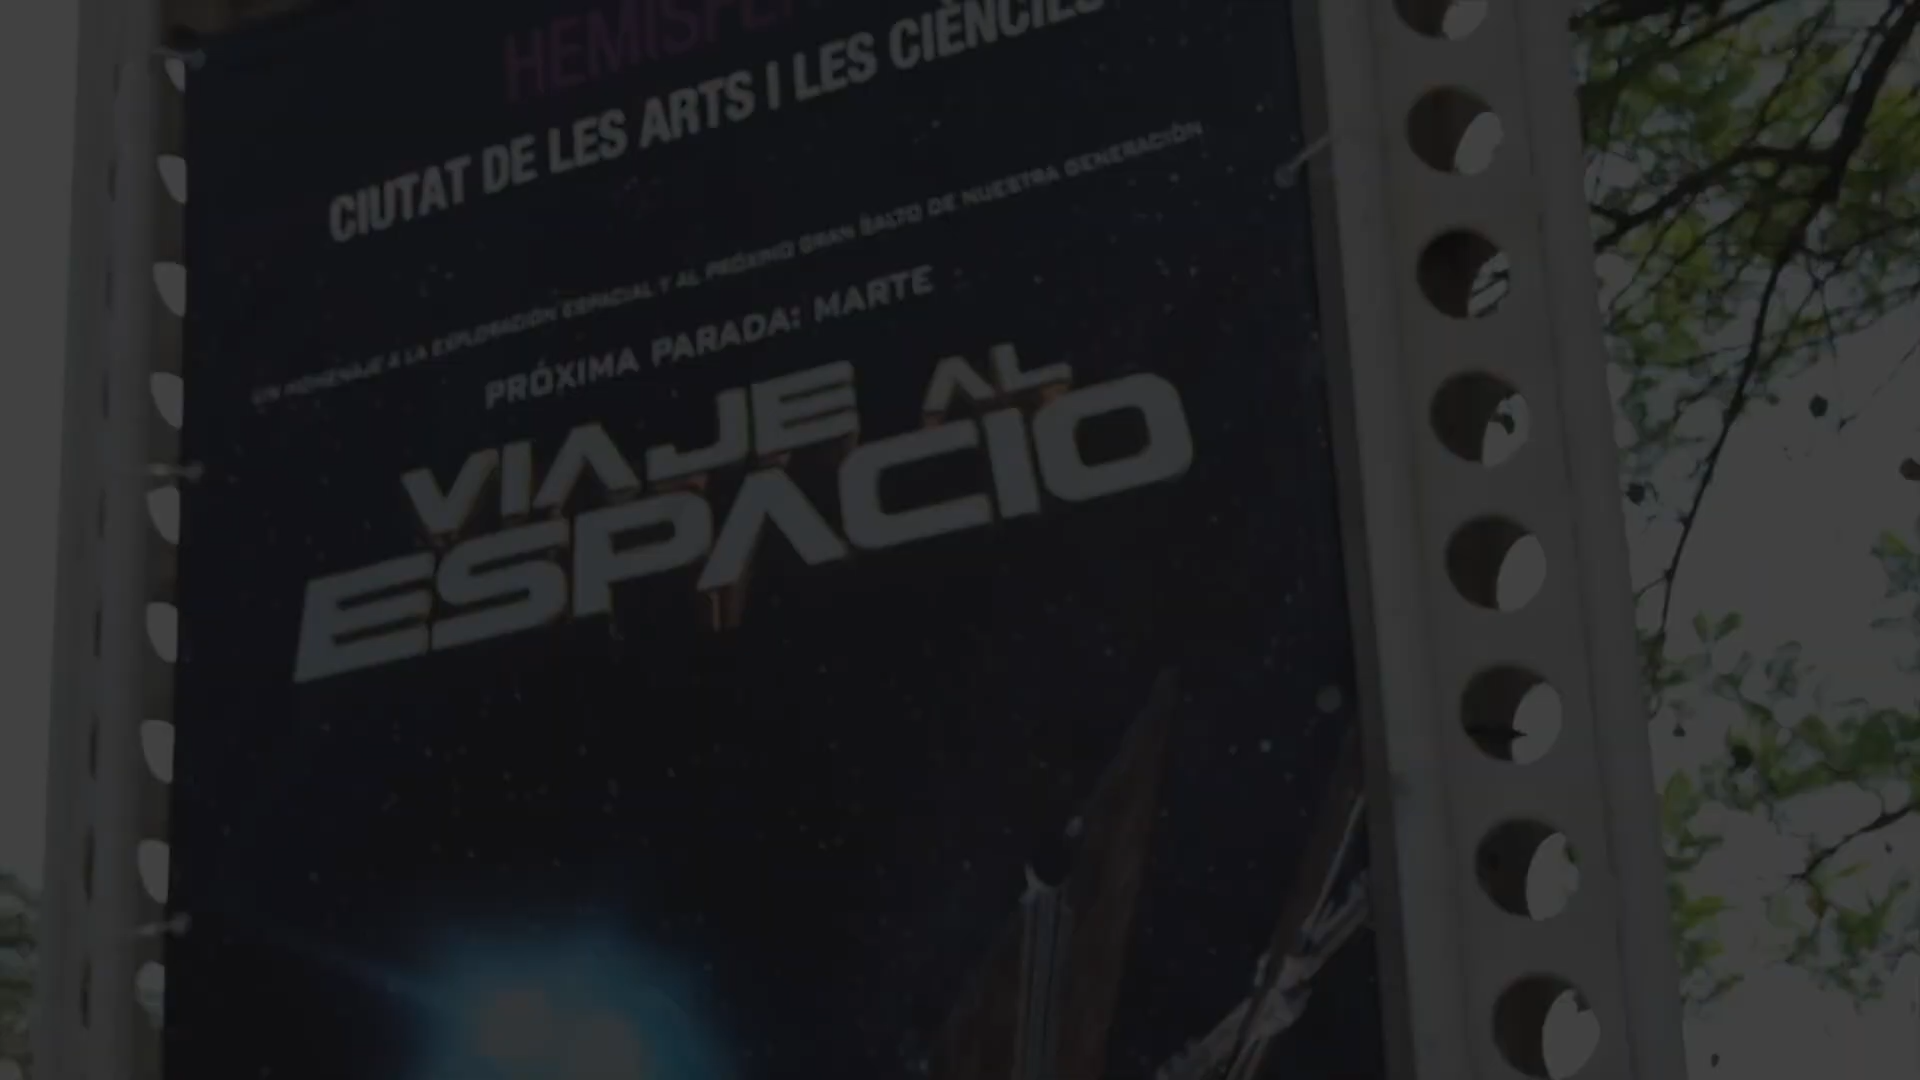 HEMISFE
CIUTAT DE LES ARTS I LES CIÈNCIES
UN HOMENAJE A LA EXPLORACIÓN ESPACIAL Y AL PRÓXIMO GRAN SALTO DE NUESTRA GENERACIÓN
PRÓXIMA PARADA: MARTE
VIAJE AL
ESPACIO